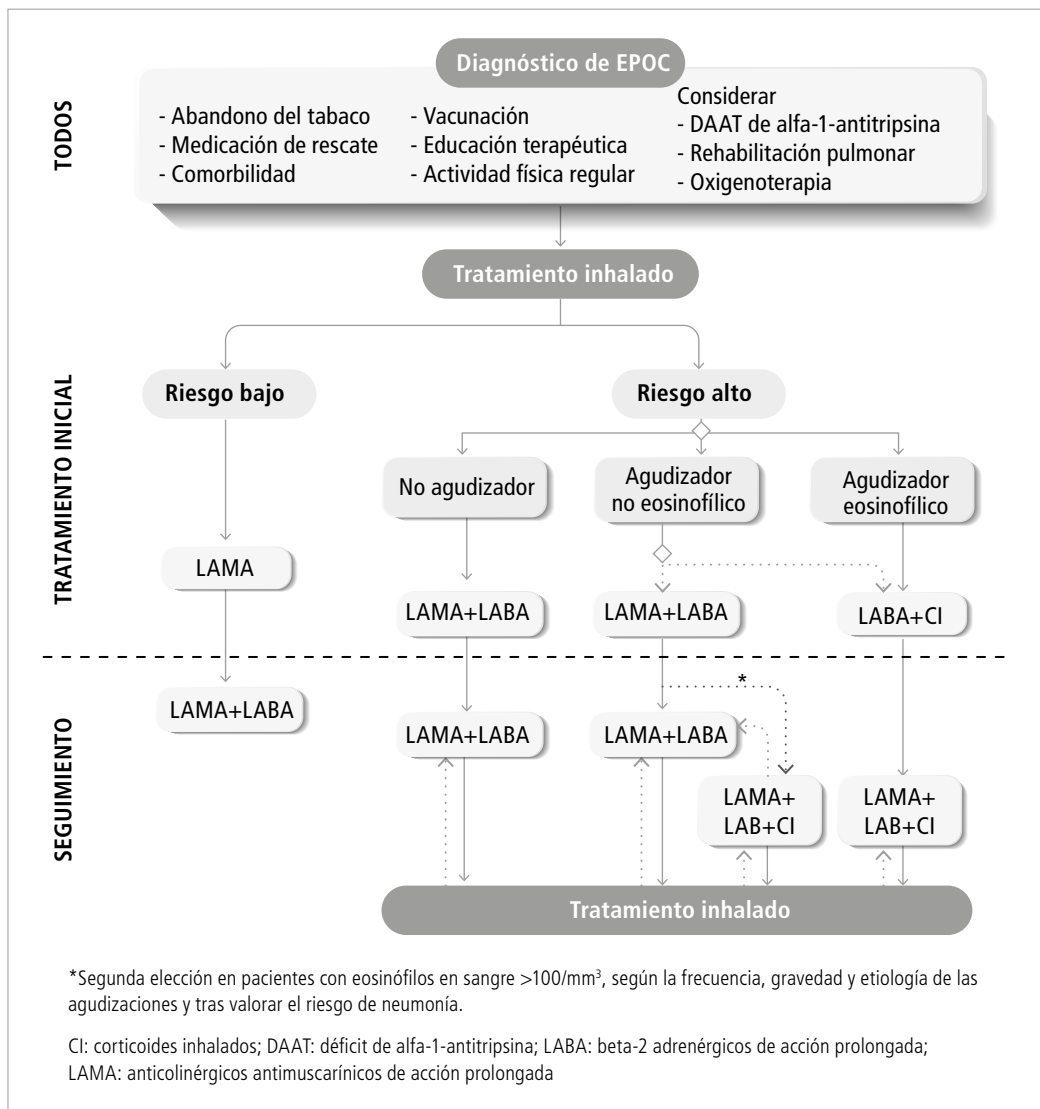 Diagnóstico de EPOC
TODOS
- Abandono del tabaco
- Medicación de rescate
- Comorbilidad
- Vacunación
- Educación terapéutica
- Actividad física regular
Considerar
- DAAT de alfa-1-antitripsina
- Rehabilitación pulmonar
- Oxigenoterapia
Tratamiento inhalado
TRATAMIENTO INICIAL
Riesgo bajo
Riesgo alto
No agudizador
Agudizador
no eosinofílico
Agudizador
eosinofílico
LAMA
LAMA+LABA
LAMA+LABA
LABA+CI
SEGUIMIENTO
LAMA+LABA
LAMA+LABA
LAMA+LABA
*
LAMA+
LAB+CI
LAMA+
LAB+CI
Tratamiento inhalado
*Segunda elección en pacientes con eosinófilos en sangre >100/mm³, según la frecuencia, gravedad y etiología de las
agudizaciones y tras valorar el riesgo de neumonía.
CI: corticoides inhalados; DAAT: déficit de alfa-1-antitripsina; LABA: beta-2 adrenérgicos de acción prolongada;
LAMA: anticolinérgicos antimuscarínicos de acción prolongada